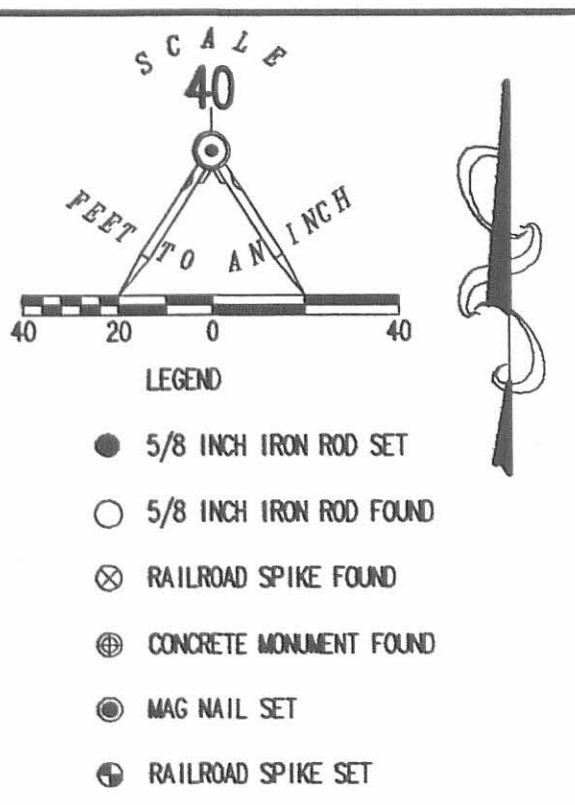 SCALE
40
FEET TO AN INCH
40 20 0 40
LEGEND
5/8 INCH IRON ROD SET
5/8 INCH IRON ROD FOUND
RAILROAD SPIKE FOUND
CONCRETE MONUMENT FOUND
MAG NAIL SET
RAILROAD SPIKE SET